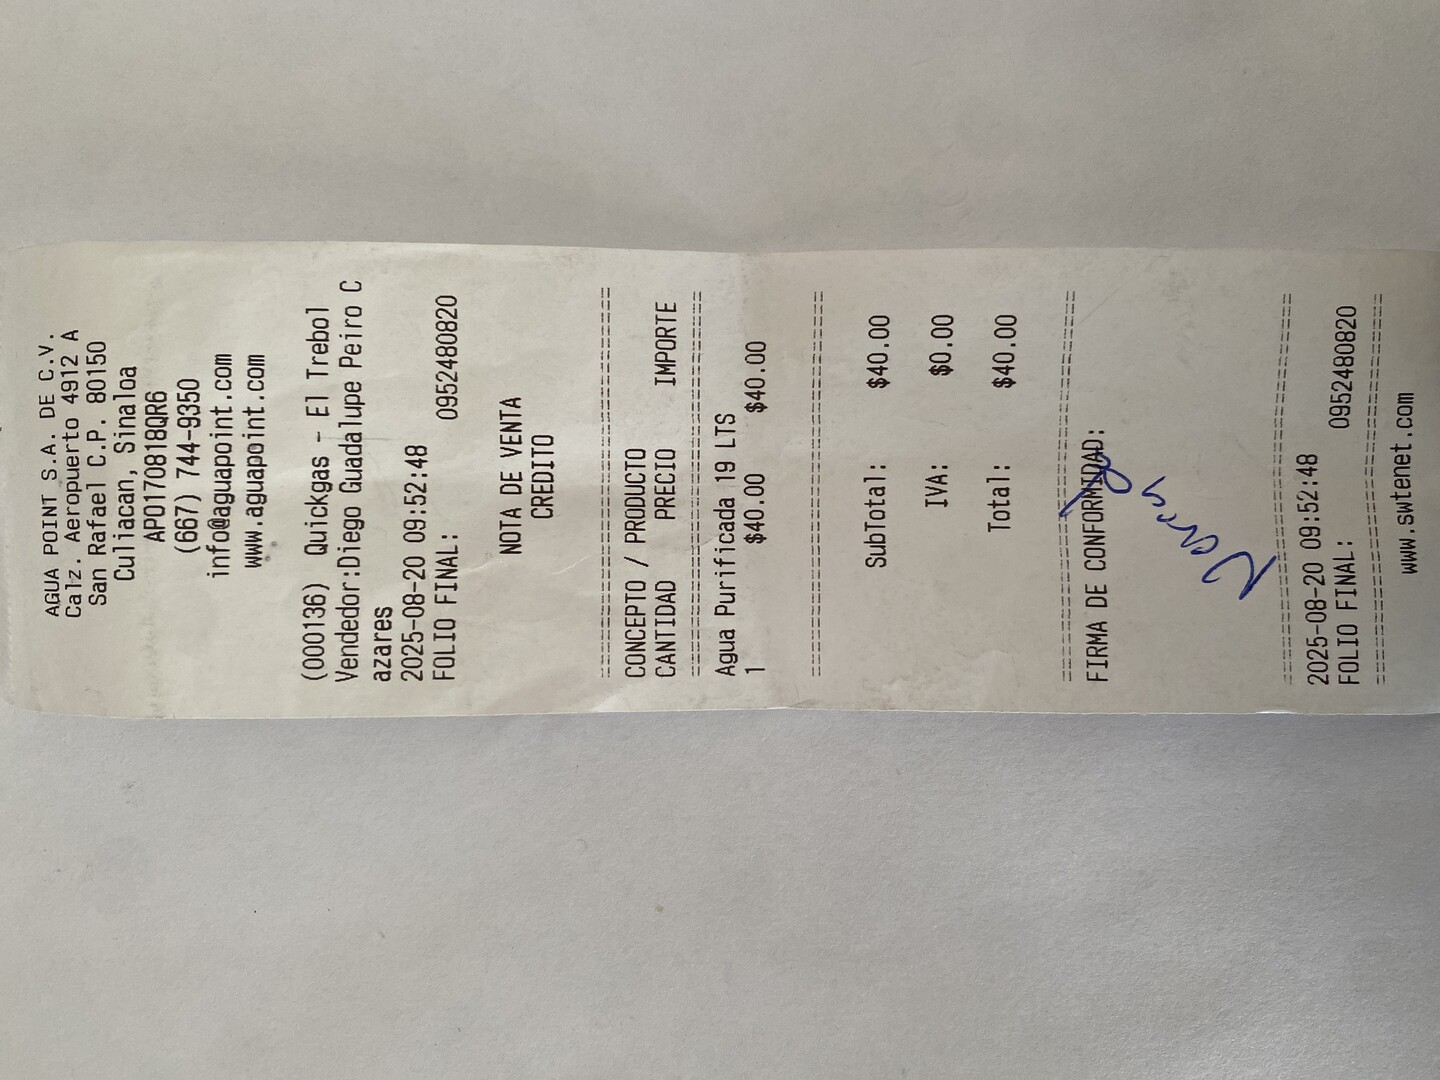 AGUA POINT S.A. DE C.V.
Calz. Aeropuerto 4912 A
San Rafael C.P. 80150
Culiacan, Sinaloa
APO170818QR6
(667) 744-9350
info@aguapoint.com
www.aguapoint.com
(000136) Quickgas - El Trebol
Vendedor:Diego Guadalupe Peiro C
azares
2025-08-20 09:52:48
FOLIO FINAL: 0952480820
NOTA DE VENTA
CREDITO
================================
CONCEPTO / PRODUCTO
CANTIDAD PRECIO IMPORTE
================================
Agua Purificada 19 LTS
1 $40.00 $40.00
================================
SubTotal: $40.00
IVA: $0.00
Total: $40.00
================================
FIRMA DE CONFORMIDAD:
================================
2025-08-20 09:52:48
FOLIO FINAL: 0952480820
================================
www.swtenet.com